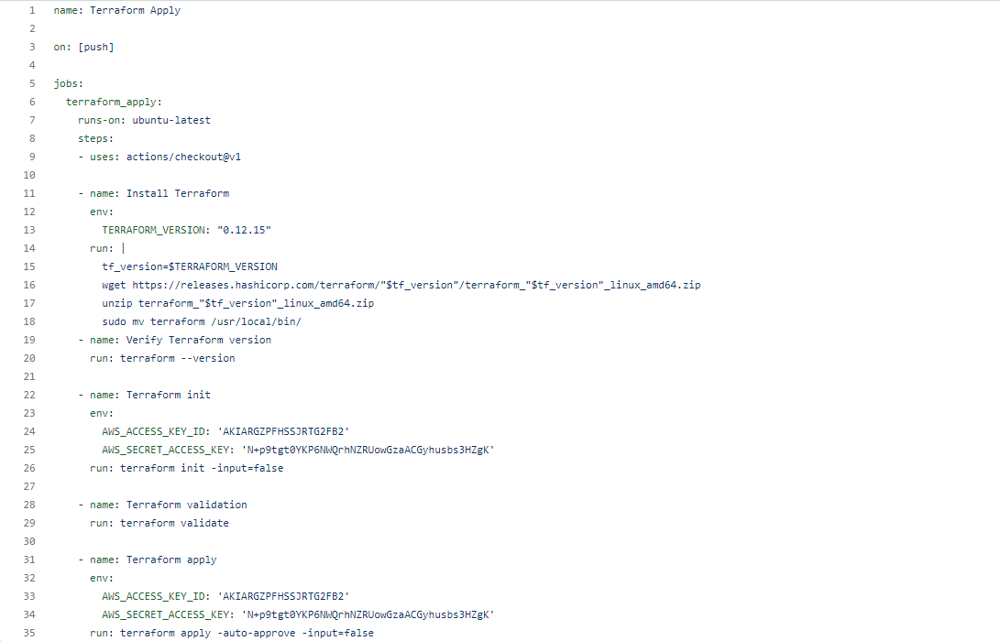 1 name: Terraform Apply
2
3 on: [push]
4
5 jobs:
6 terraform_apply:
7 runs-on: ubuntu-latest
8 steps:
9 - uses: actions/checkout@v1
10
11 - name: Install Terraform
12 env:
13 TERRAFORM_VERSION: "0.12.15"
14 run: |
15 tf_version=$TERRAFORM_VERSION
16 wget https://releases.hashicorp.com/terraform/"$tf_version"/terraform_"$tf_version"_linux_amd64.zip
17 unzip terraform_"$tf_version"_linux_amd64.zip
18 sudo mv terraform /usr/local/bin/
19 - name: Verify Terraform version
20 run: terraform --version
21
22 - name: Terraform init
23 env:
24 AWS_ACCESS_KEY_ID: 'AKIARGZPFHSSJRTG2FB2'
25 AWS_SECRET_ACCESS_KEY: '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'
26 run: terraform init -input=false
27
28 - name: Terraform validation
29 run: terraform validate
30
31 - name: Terraform apply
32 env:
33 AWS_ACCESS_KEY_ID: 'AKIARGZPFHSSJRTG2FB2'
34 AWS_SECRET_ACCESS_KEY: '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'
35 run: terraform apply -auto-approve -input=false